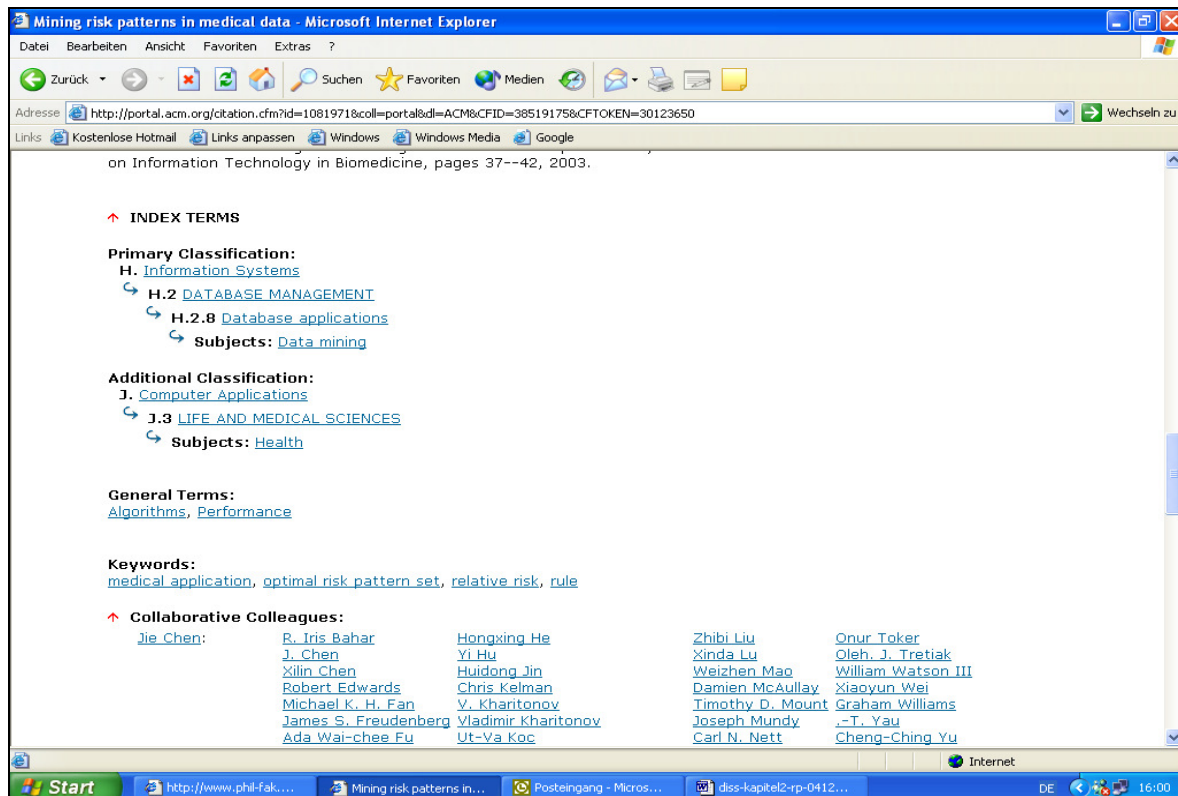 Mining risk patterns in medical data - Microsoft Internet Explorer
Datei Bearbeiten Ansicht Favoriten Extras ?
Zurück Suchen Favoriten Medien
Adresse http://portal.acm.org/citation.cfm?id=1081971&coll=portal&dl=ACM&CFID=38519175&CFTOKEN=30123650 Wechseln zu
Links Kostenlose Hotmail Links anpassen Windows Windows Media Google
on Information Technology in Biomedicine, pages 37--42, 2003.
INDEX TERMS
Primary Classification:
H. Information Systems
H.2 DATABASE MANAGEMENT
H.2.8 Database applications
Subjects: Data mining
Additional Classification:
J. Computer Applications
J.3 LIFE AND MEDICAL SCIENCES
Subjects: Health
General Terms:
Algorithms, Performance
Keywords:
medical application, optimal risk pattern set, relative risk, rule
Collaborative Colleagues:
Jie Chen: R. Iris Bahar Hongxing He Zhibi Liu Onur Toker
J. Chen Yi Hu Xinda Lu Oleh. J. Tretiak
Xilin Chen Huidong Jin Weizhen Mao William Watson III
Robert Edwards Chris Kelman Damien McAullay Xiaoyun Wei
Michael K. H. Fan V. Kharitonov Timothy D. Mount Graham Williams
James S. Freudenberg Vladimir Kharitonov Joseph Mundy .-T. Yau
Ada Wai-chee Fu Ut-Va Koc Carl N. Nett Cheng-Ching Yu
Internet
Start http://www.phil-fak.... Mining risk patterns in... Posteingang - Micros... diss-kapitel2-rp-0412... DE 16:00